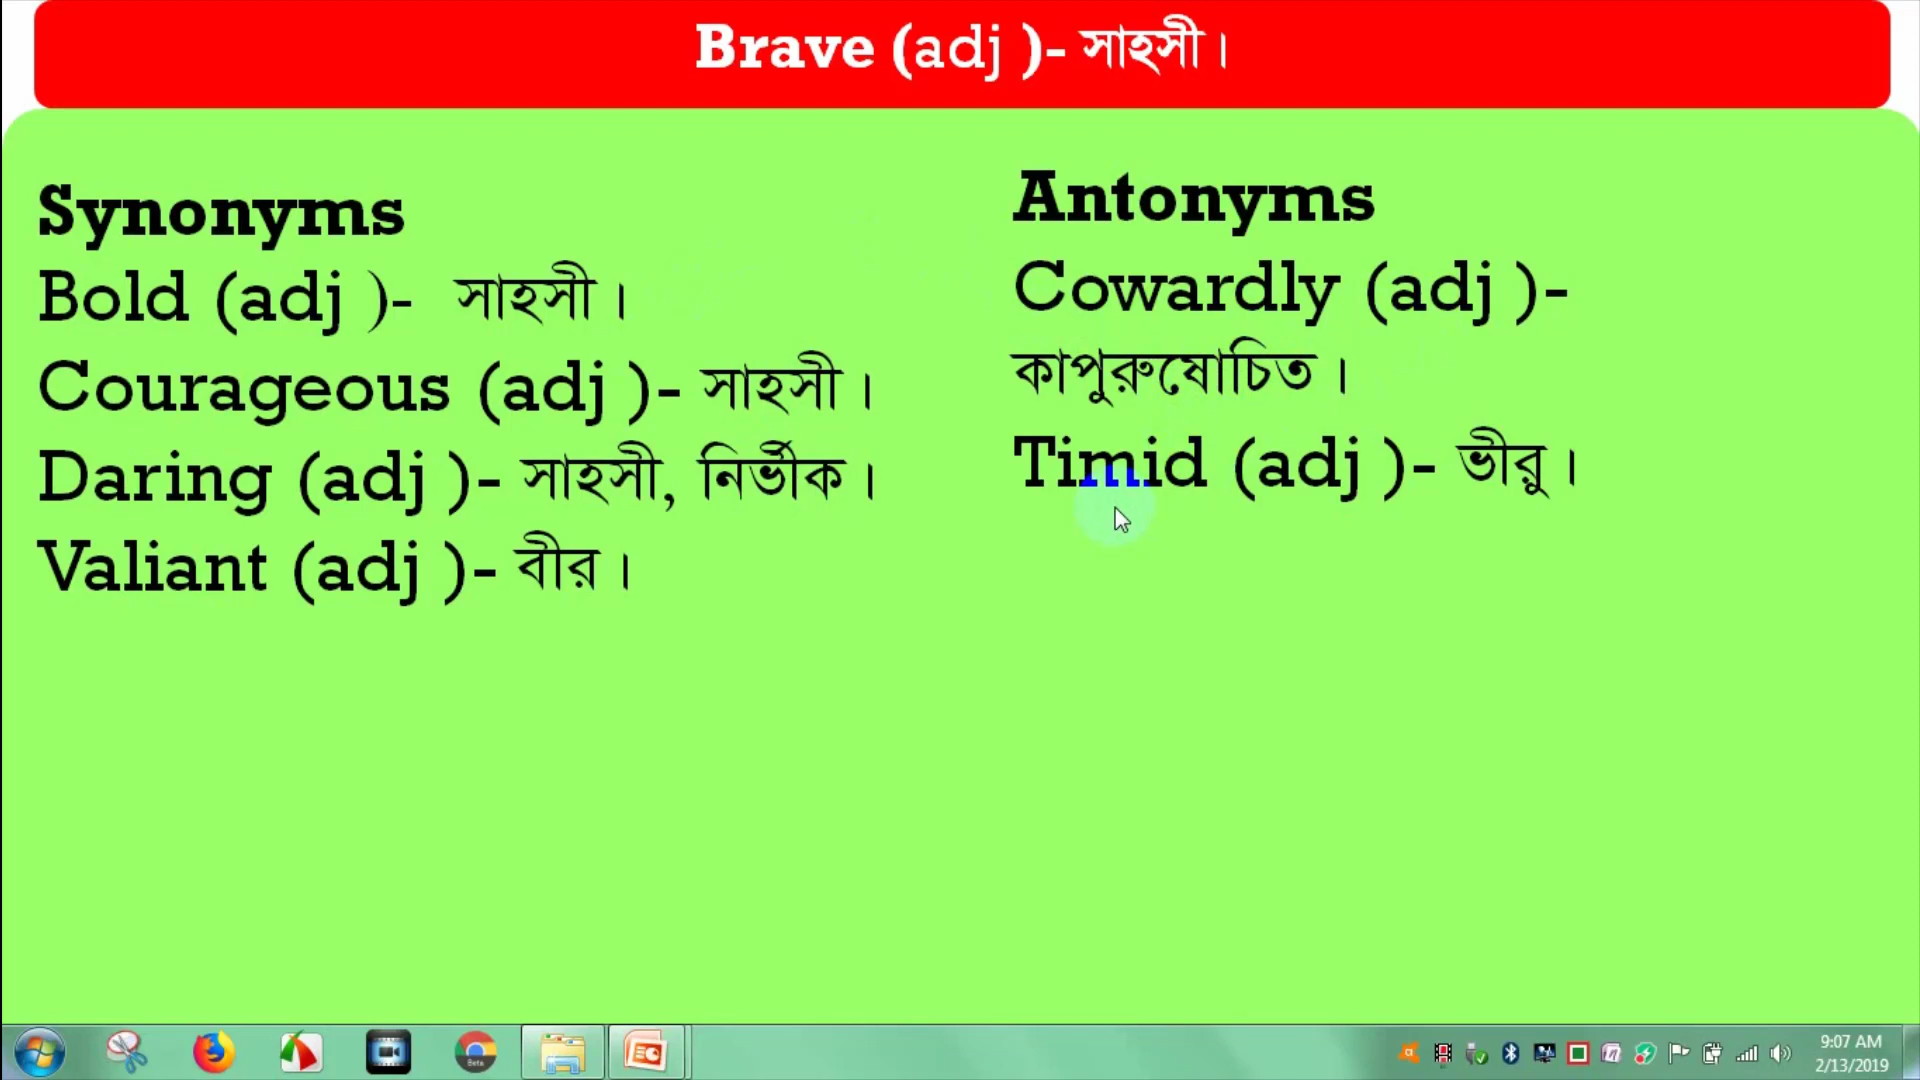 Brave (adj )- সাহসী।
Synonyms
Bold (adj )- সাহসী।
Courageous (adj )- সাহসী।
Daring (adj )- সাহসী, নির্ভীক।
Valiant (adj )- বীর।
Antonyms
Cowardly (adj )-
কাপুরুষোচিত।
Timid (adj )- ভীরু।
Beta
9:07 AM
2/13/2019